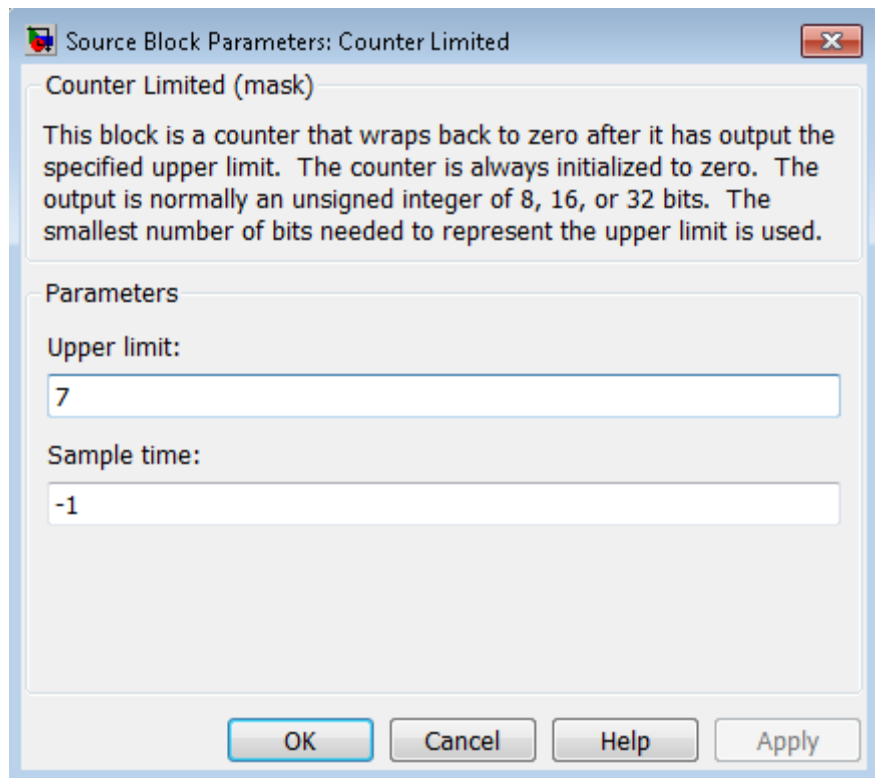 Source Block Parameters: Counter Limited
Counter Limited (mask)
This block is a counter that wraps back to zero after it has output the
specified upper limit.  The counter is always initialized to zero.  The
output is normally an unsigned integer of 8, 16, or 32 bits.  The
smallest number of bits needed to represent the upper limit is used.
Parameters
Upper limit:
7
Sample time:
-1
OK Cancel Help Apply